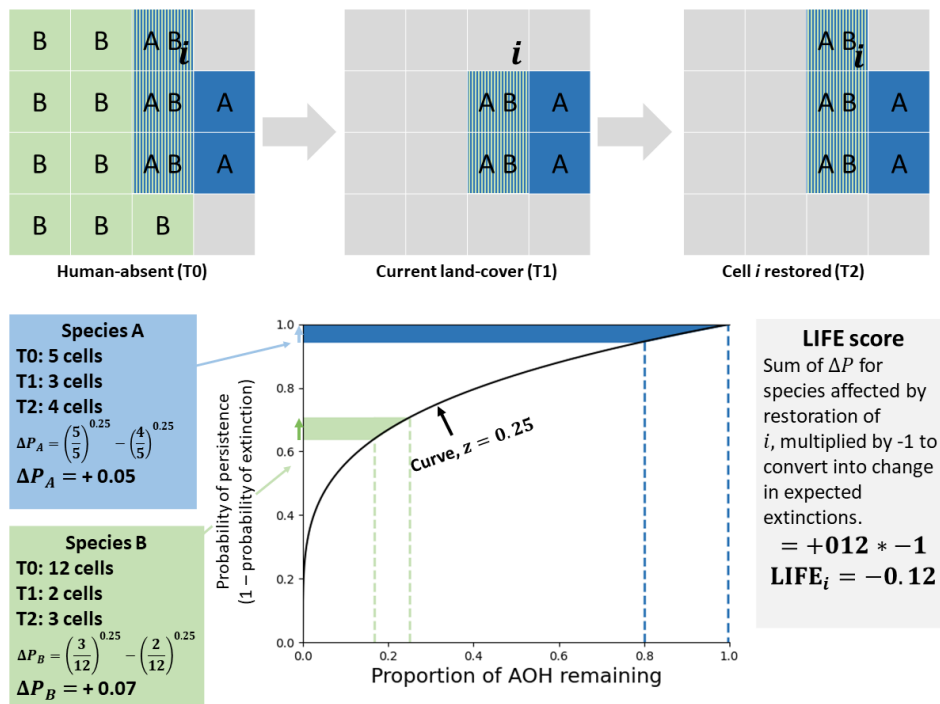 B B A B i
B B A B A
B B A B A
B B B
Human-absent (T0)
i
A B A
A B A
Current land-cover (T1)
A B i
A B A
A B A
Cell i restored (T2)
Species A
T0: 5 cells
T1: 3 cells
T2: 4 cells
ΔP_A = (5/5)^0.25 − (4/5)^0.25
ΔP_A = + 0.05
Species B
T0: 12 cells
T1: 2 cells
T2: 3 cells
ΔP_B = (3/12)^0.25 − (2/12)^0.25
ΔP_B = + 0.07
Probability of persistence
(1 − probability of extinction)
1.0
0.8
0.6
0.4
0.2
0.0
Curve, z = 0.25
0.0 0.2 0.4 0.6 0.8 1.0
Proportion of AOH remaining
LIFE score
Sum of ΔP for
species affected by
restoration of
i, multiplied by -1 to
convert into change
in expected
extinctions.
= +012 ∗ −1
LIFE_i = −0.12